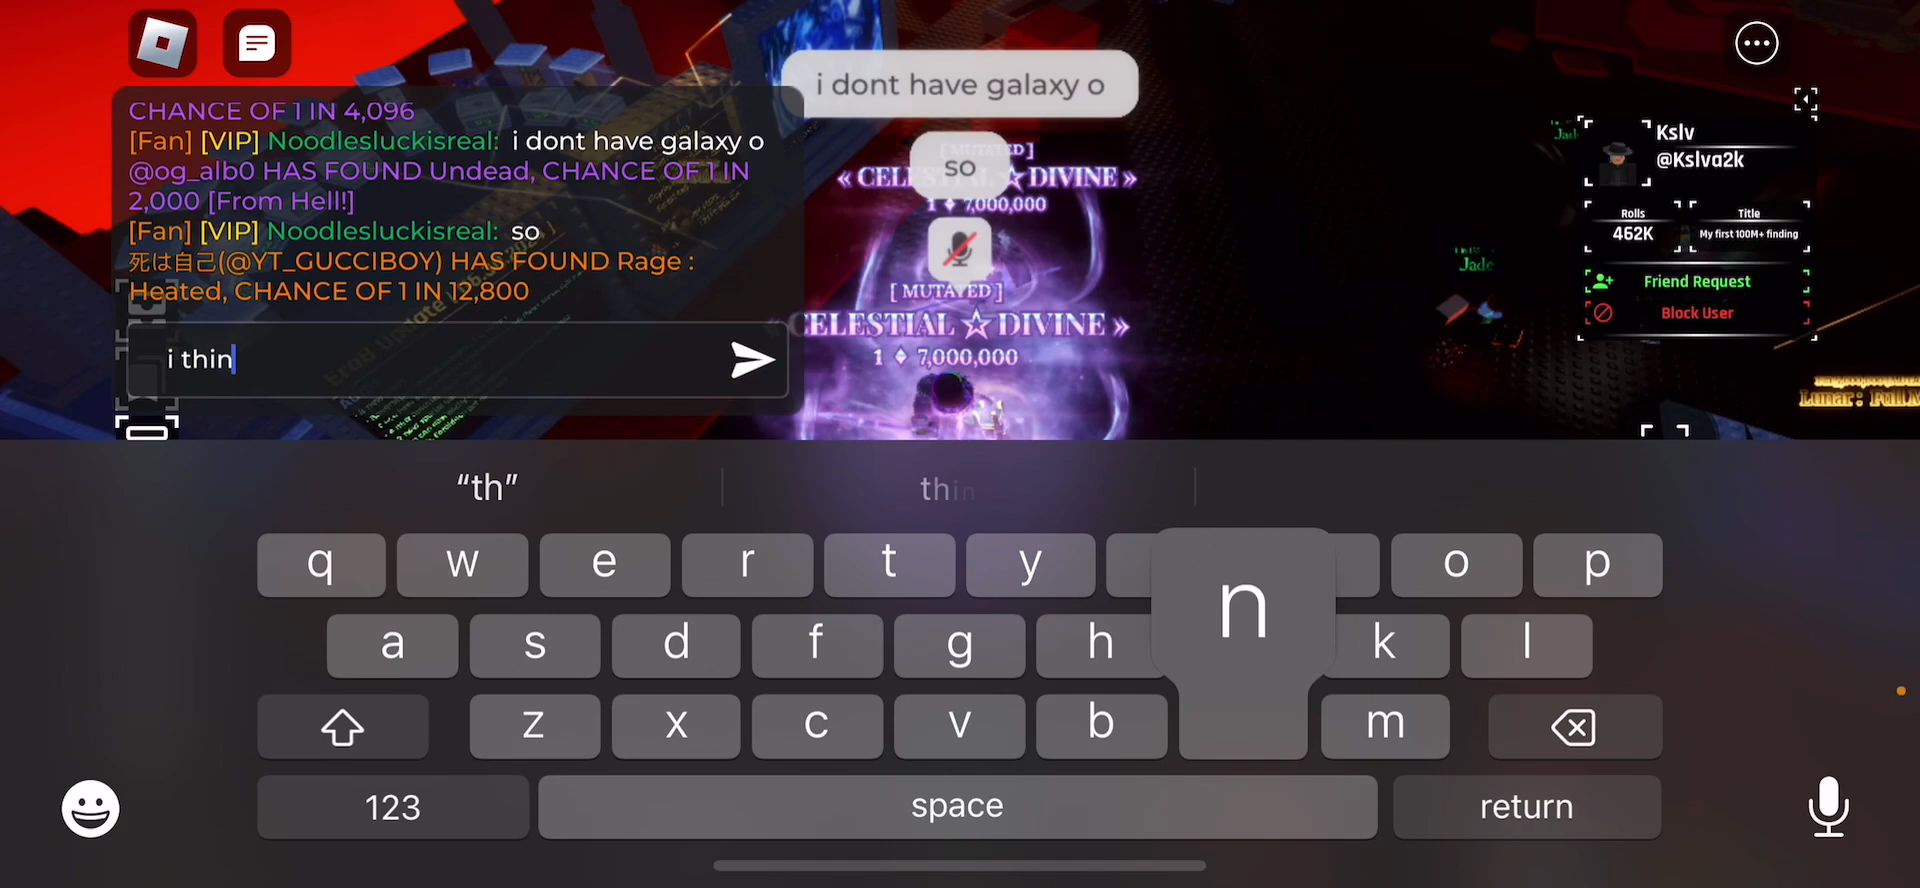 i dont have galaxy o
CHANCE OF 1 IN 4,096
[Fan] [VIP] Noodlesluckisreal: i dont have galaxy o
@og_alb0 HAS FOUND Undead, CHANCE OF 1 IN
2,000 [From Hell!]
[Fan] [VIP] Noodlesluckisreal: so
死は自己(@YT_GUCCIBOY) HAS FOUND Rage :
Heated, CHANCE OF 1 IN 12,800
i thin
so
DIVINE »
1 ♦ 7,000,000
[ MUTATED ]
CELESTIAL ☆ DIVINE »
1 ♦ 7,000,000
Jade
Kslv
@Kslva2k
Rolls
462K
Title
My first 100M+ finding
Friend Request
Block User
“th”
thin
q w e r t y o p
a s d f g h k l
n
z x c v b m
123 space return